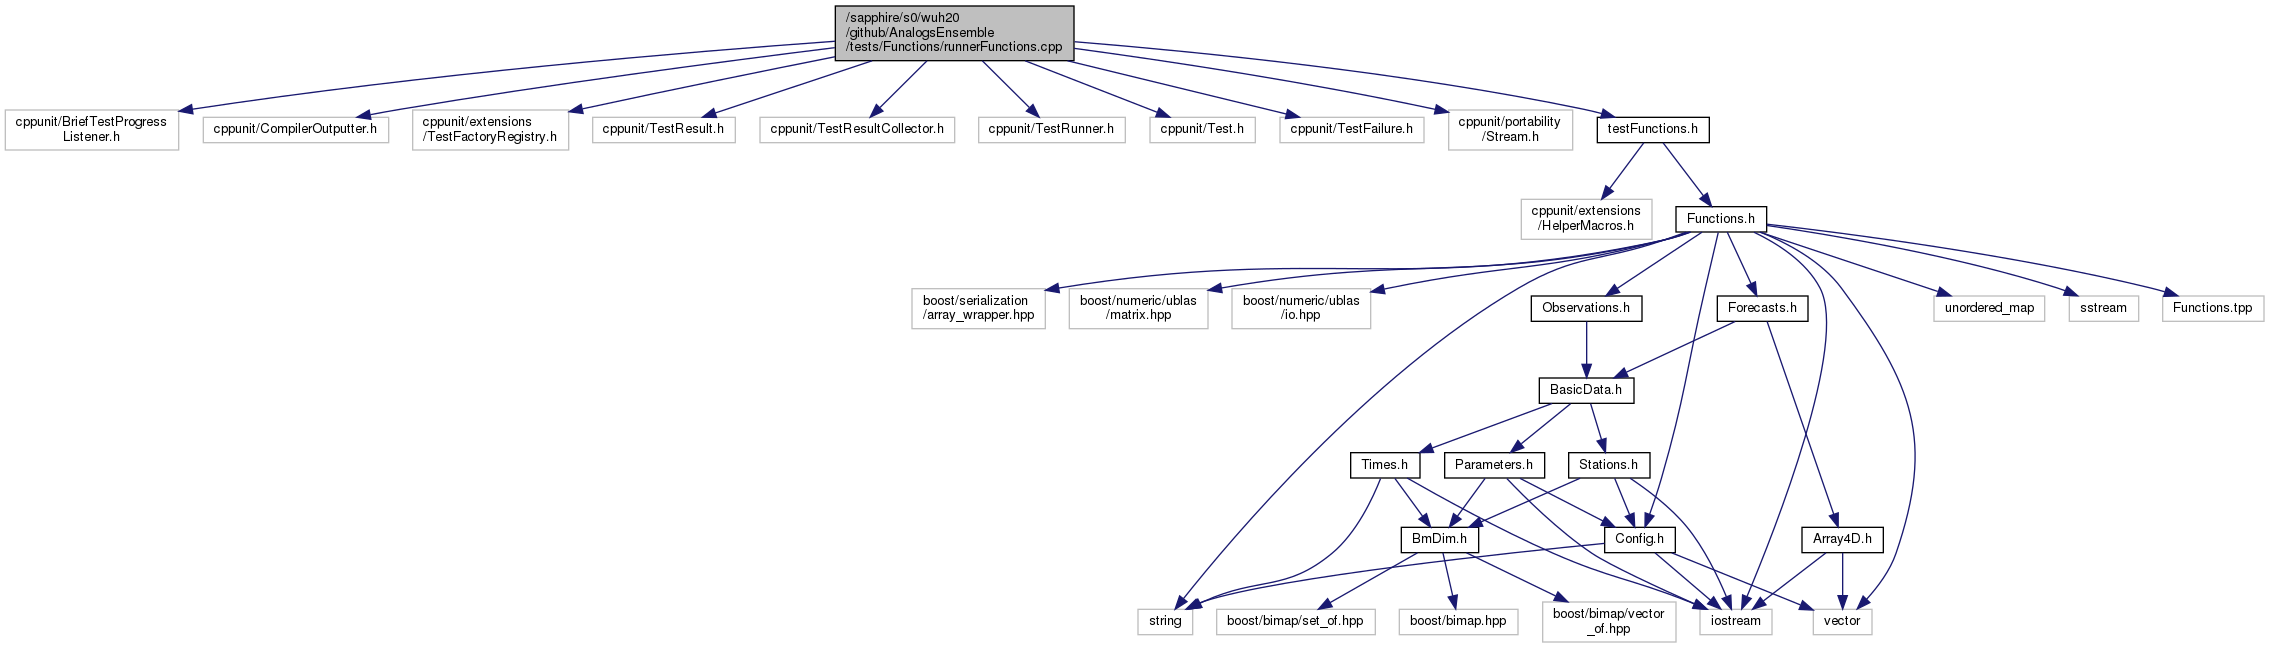 /sapphire/s0/wuh20
/github/AnalogsEnsemble
/tests/Functions/runnerFunctions.cpp
cppunit/BriefTestProgress
Listener.h
cppunit/CompilerOutputter.h
cppunit/extensions
/TestFactoryRegistry.h
cppunit/TestResult.h
cppunit/TestResultCollector.h
cppunit/TestRunner.h
cppunit/Test.h
cppunit/TestFailure.h
cppunit/portability
/Stream.h
testFunctions.h
cppunit/extensions
/HelperMacros.h
Functions.h
boost/serialization
/array_wrapper.hpp
boost/numeric/ublas
/matrix.hpp
boost/numeric/ublas
/io.hpp
Observations.h
Forecasts.h
unordered_map
sstream
Functions.tpp
BasicData.h
Times.h
Parameters.h
Stations.h
BmDim.h
Config.h
Array4D.h
string
boost/bimap/set_of.hpp
boost/bimap.hpp
boost/bimap/vector
_of.hpp
iostream
vector